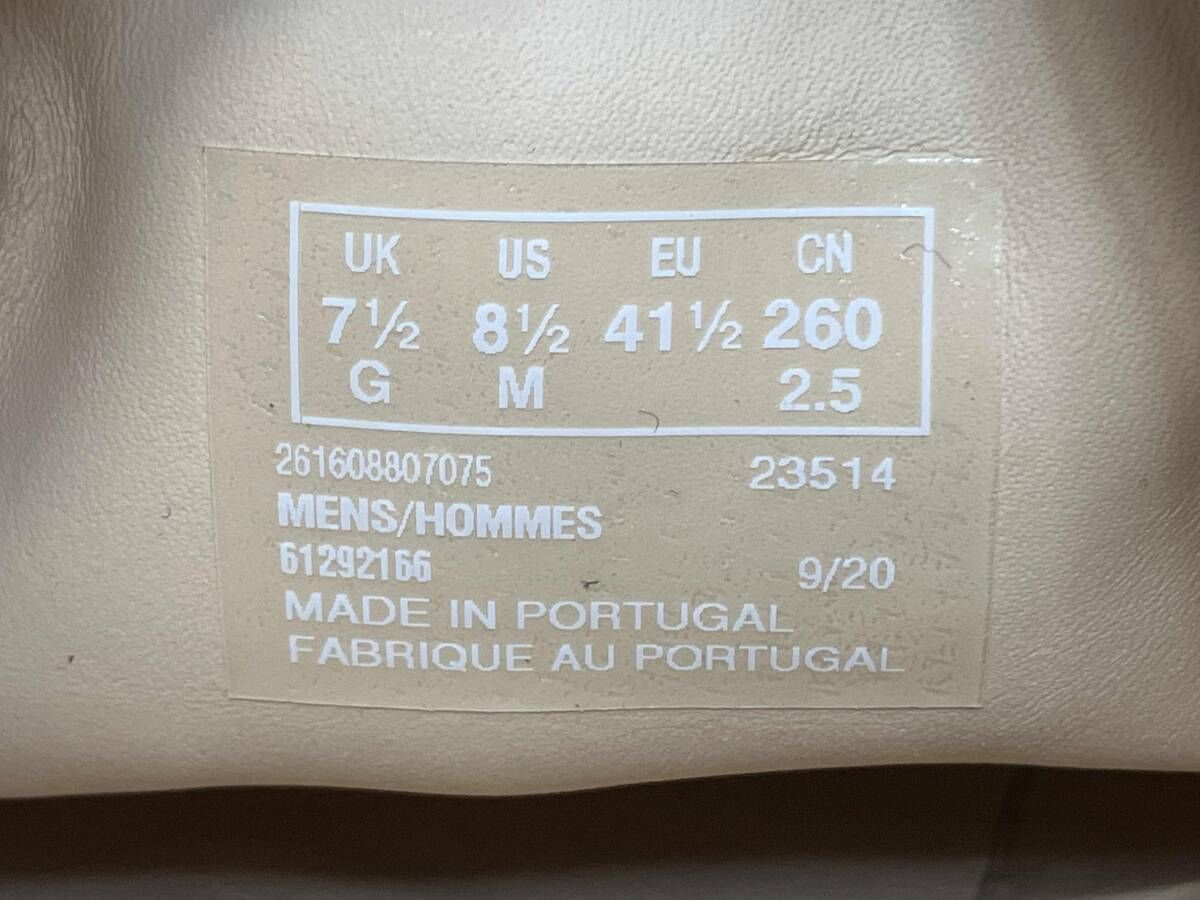 UK US EU CN
7½ 8½ 41½ 260
G M 2.5
261608807075 23514
MENS/HOMMES
61292166 9/20
MADE IN PORTUGAL
FABRIQUE AU PORTUGAL